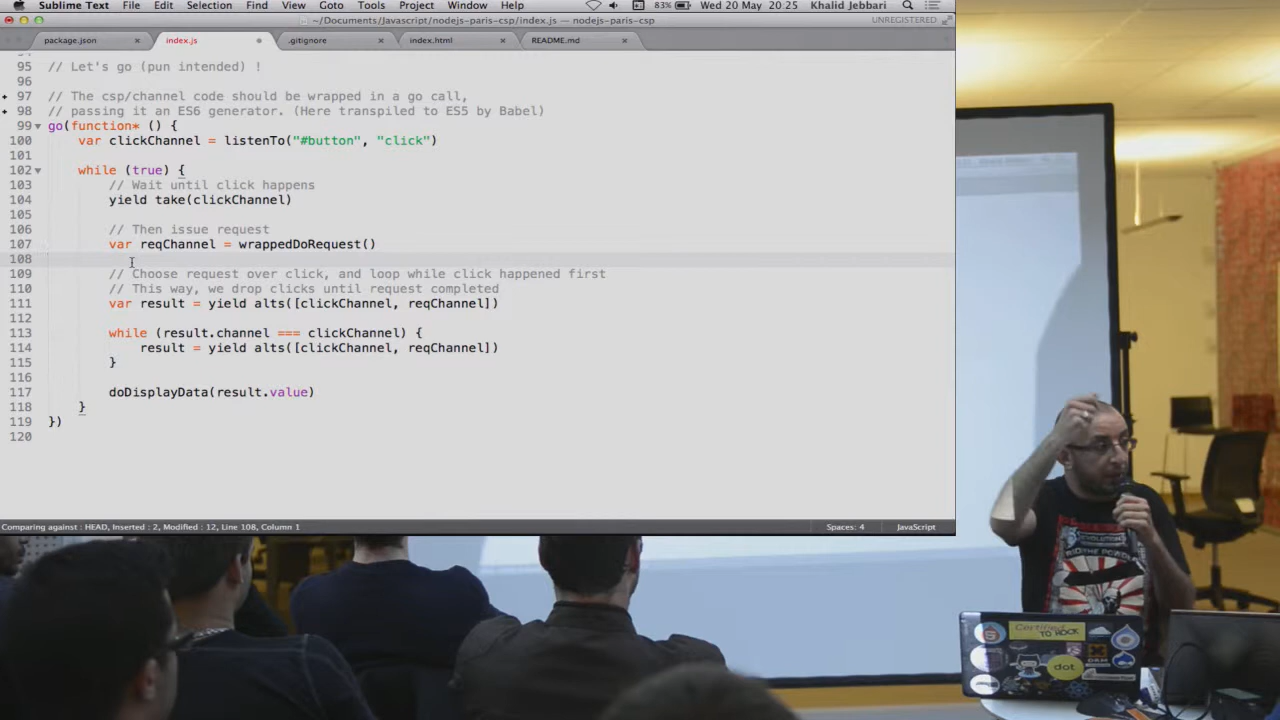 Sublime Text File Edit Selection Find View Goto Tools Project Window Help 83% Wed 20 May 20:25 Khalid Jebbari
~/Documents/Javascript/nodejs-paris-csp/index.js — nodejs-paris-csp UNREGISTERED
package.json × index.js .gitignore × index.html × README.md ×
95 // Let's go (pun intended) !
96
97 // The csp/channel code should be wrapped in a go call,
98 // passing it an ES6 generator. (Here transpiled to ES5 by Babel)
99 go(function* () {
100 var clickChannel = listenTo("#button", "click")
101
102 while (true) {
103 // Wait until click happens
104 yield take(clickChannel)
105
106 // Then issue request
107 var reqChannel = wrappedDoRequest()
108
109 // Choose request over click, and loop while click happened first
110 // This way, we drop clicks until request completed
111 var result = yield alts([clickChannel, reqChannel])
112
113 while (result.channel === clickChannel) {
114 result = yield alts([clickChannel, reqChannel])
115 }
116
117 doDisplayData(result.value)
118 }
119 })
120
Comparing against : HEAD, Inserted : 2, Modified : 12, Line 108, Column 1 Spaces: 4 JavaScript
REVOLUTION
Certified
TO ROCK
dot